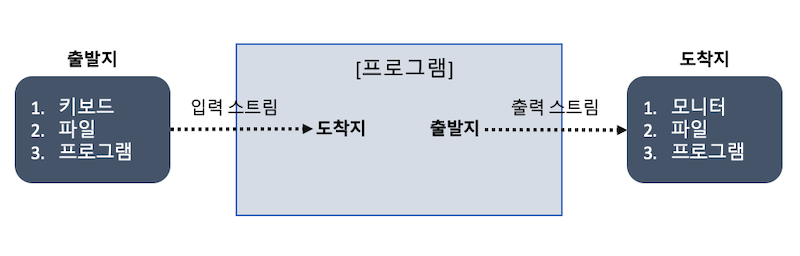 출발지
1. 키보드
2. 파일
3. 프로그램
입력 스트림
[프로그램]
도착지
출발지
출력 스트림
도착지
1. 모니터
2. 파일
3. 프로그램